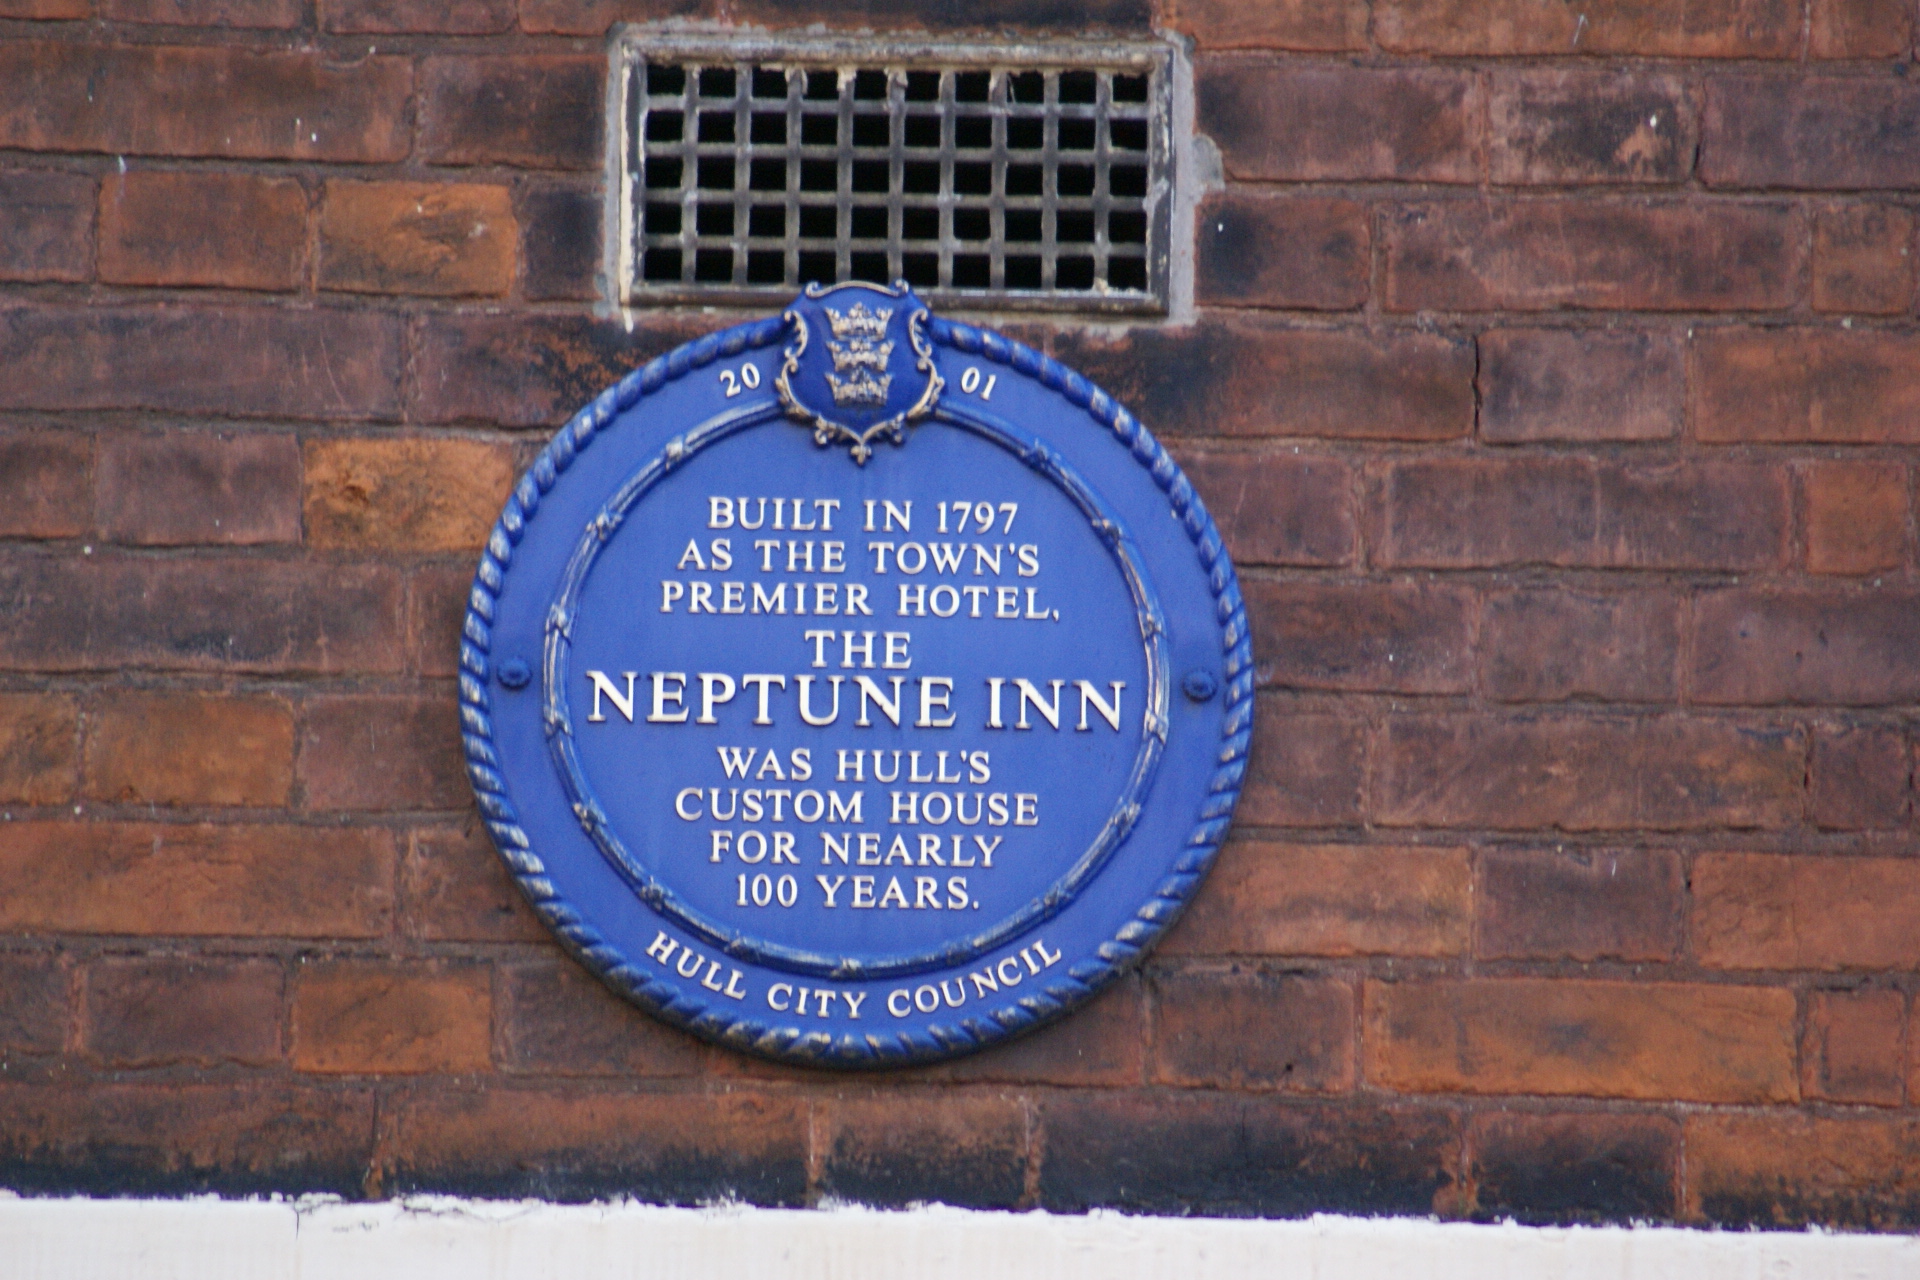 20 01
BUILT IN 1797
AS THE TOWN'S
PREMIER HOTEL,
THE
NEPTUNE INN
WAS HULL'S
CUSTOM HOUSE
FOR NEARLY
100 YEARS.
HULL CITY COUNCIL